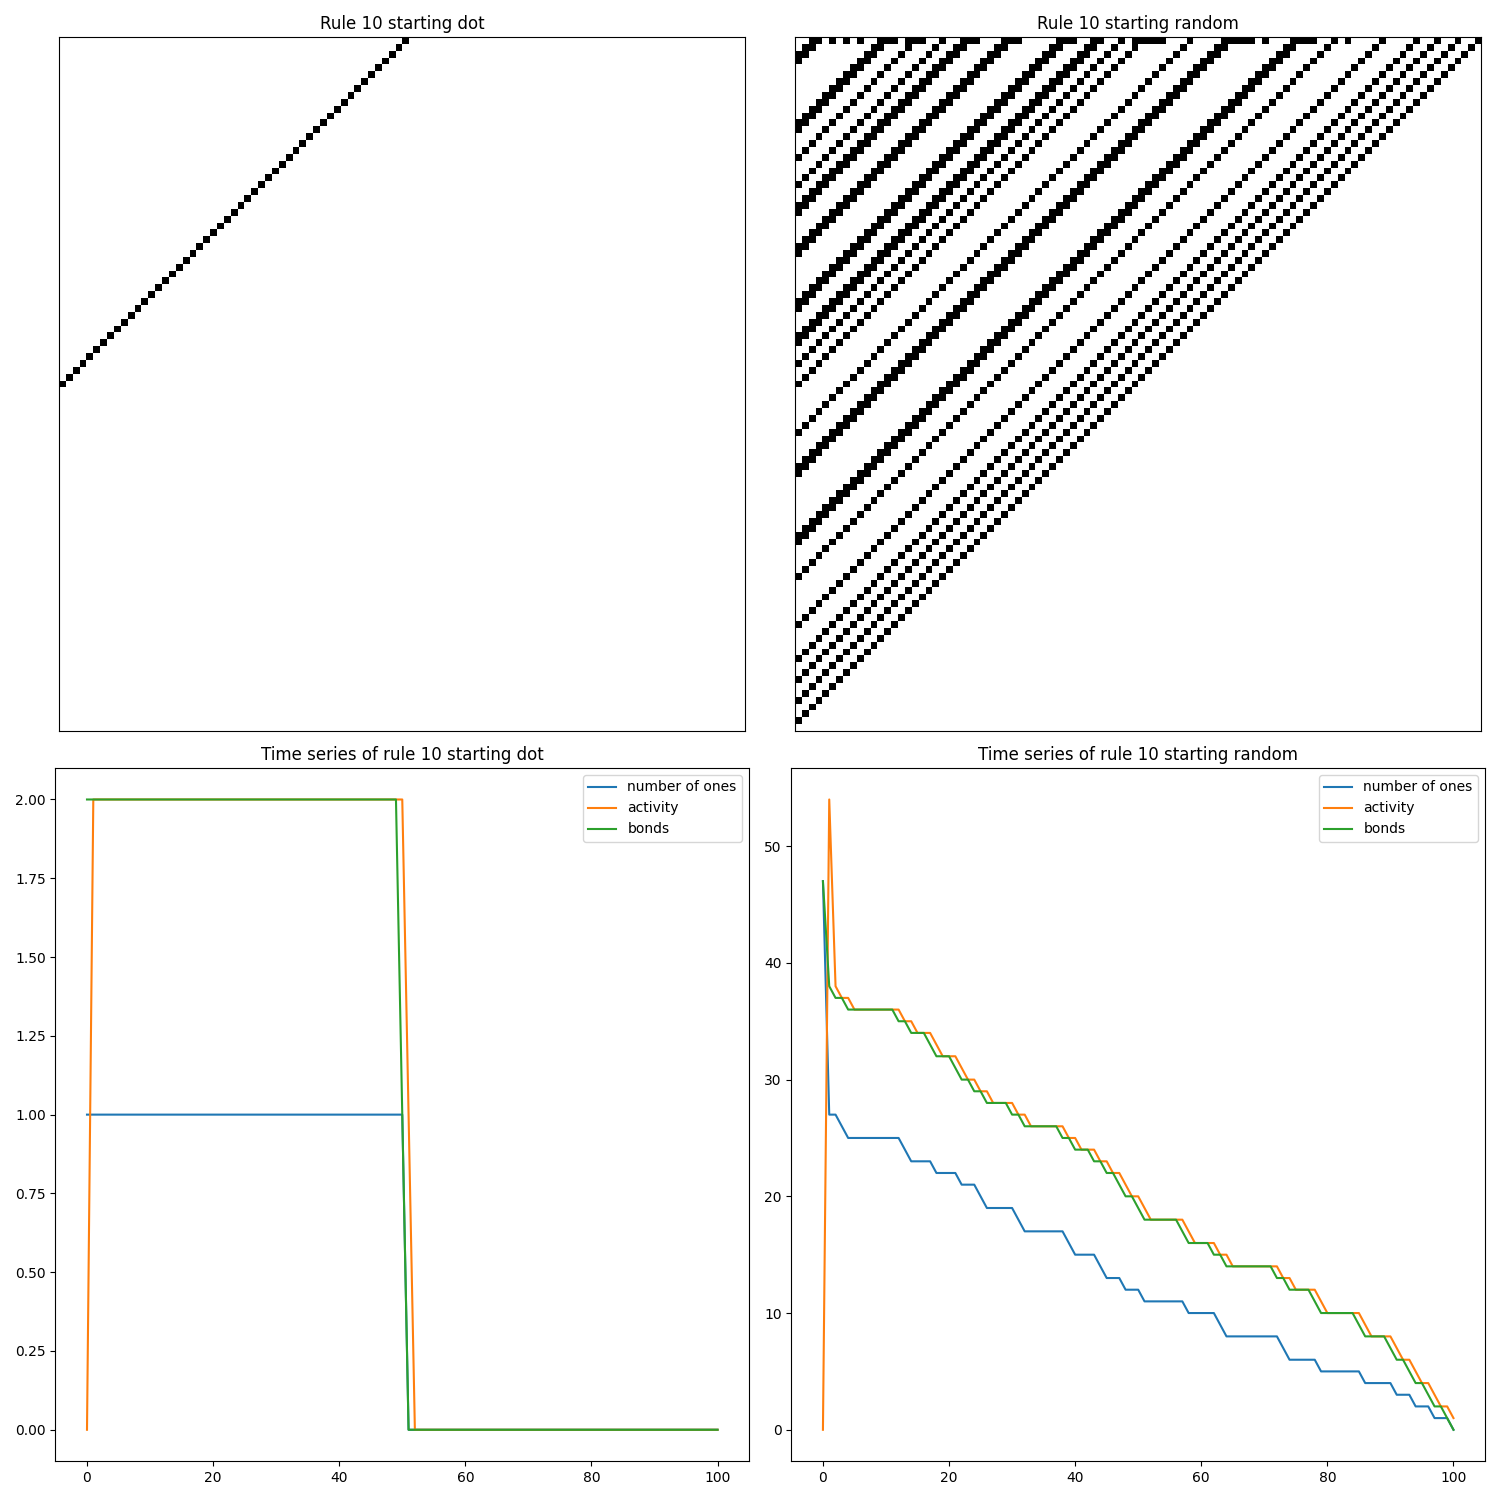 Rule 10 starting dot
Rule 10 starting random
Time series of rule 10 starting dot
number of ones
activity
bonds
2.00
1.75
1.50
1.25
1.00
0.75
0.50
0.25
0.00
0 20 40 60 80 100
Time series of rule 10 starting random
number of ones
activity
bonds
50
40
30
20
10
0
0 20 40 60 80 100